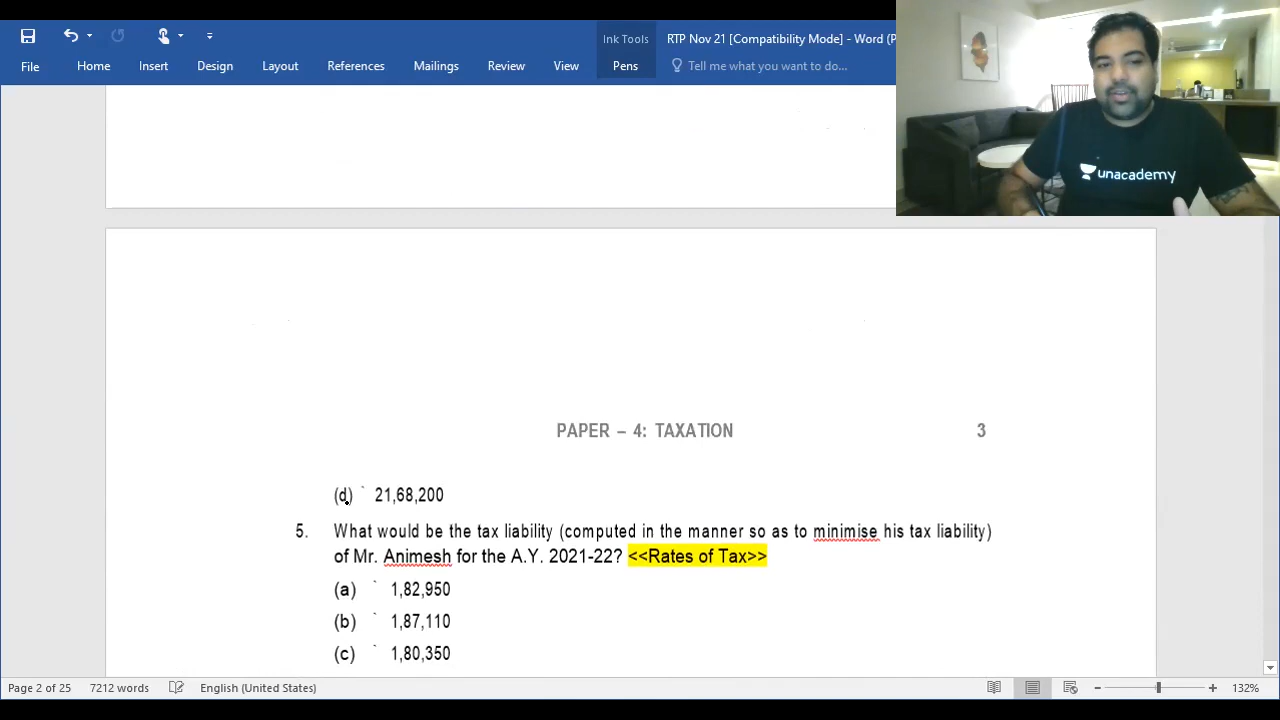 Ink Tools
RTP Nov 21 [Compatibility Mode] - Word (P
File Home Insert Design Layout References Mailings Review View Pens Tell me what you want to do...
unacademy
PAPER – 4: TAXATION 3
(d) ` 21,68,200
5. What would be the tax liability (computed in the manner so as to minimise his tax liability)
of Mr. Animesh for the A.Y. 2021-22? <<Rates of Tax>>
(a) ` 1,82,950
(b) ` 1,87,110
(c) ` 1,80,350
Page 2 of 25 7212 words English (United States) 132%